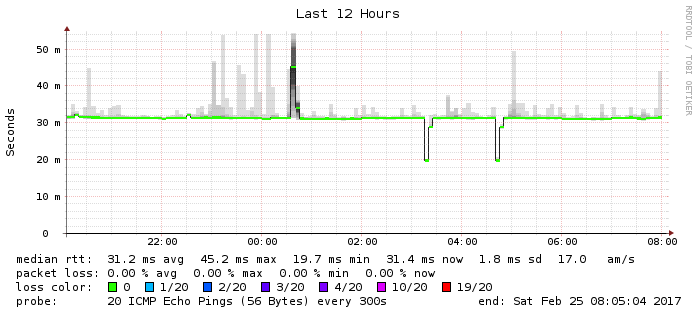 Last 12 Hours
RRDTOOL / TOBI OETIKER
Seconds
50 m
40 m
30 m
20 m
10 m
0
22:00 00:00 02:00 04:00 06:00 08:00
median rtt: 31.2 ms avg 45.2 ms max 19.7 ms min 31.4 ms now 1.8 ms sd 17.0 am/s
packet loss: 0.00 % avg 0.00 % max 0.00 % min 0.00 % now
loss color: 0 1/20 2/20 3/20 4/20 10/20 19/20
probe: 20 ICMP Echo Pings (56 Bytes) every 300s end: Sat Feb 25 08:05:04 2017